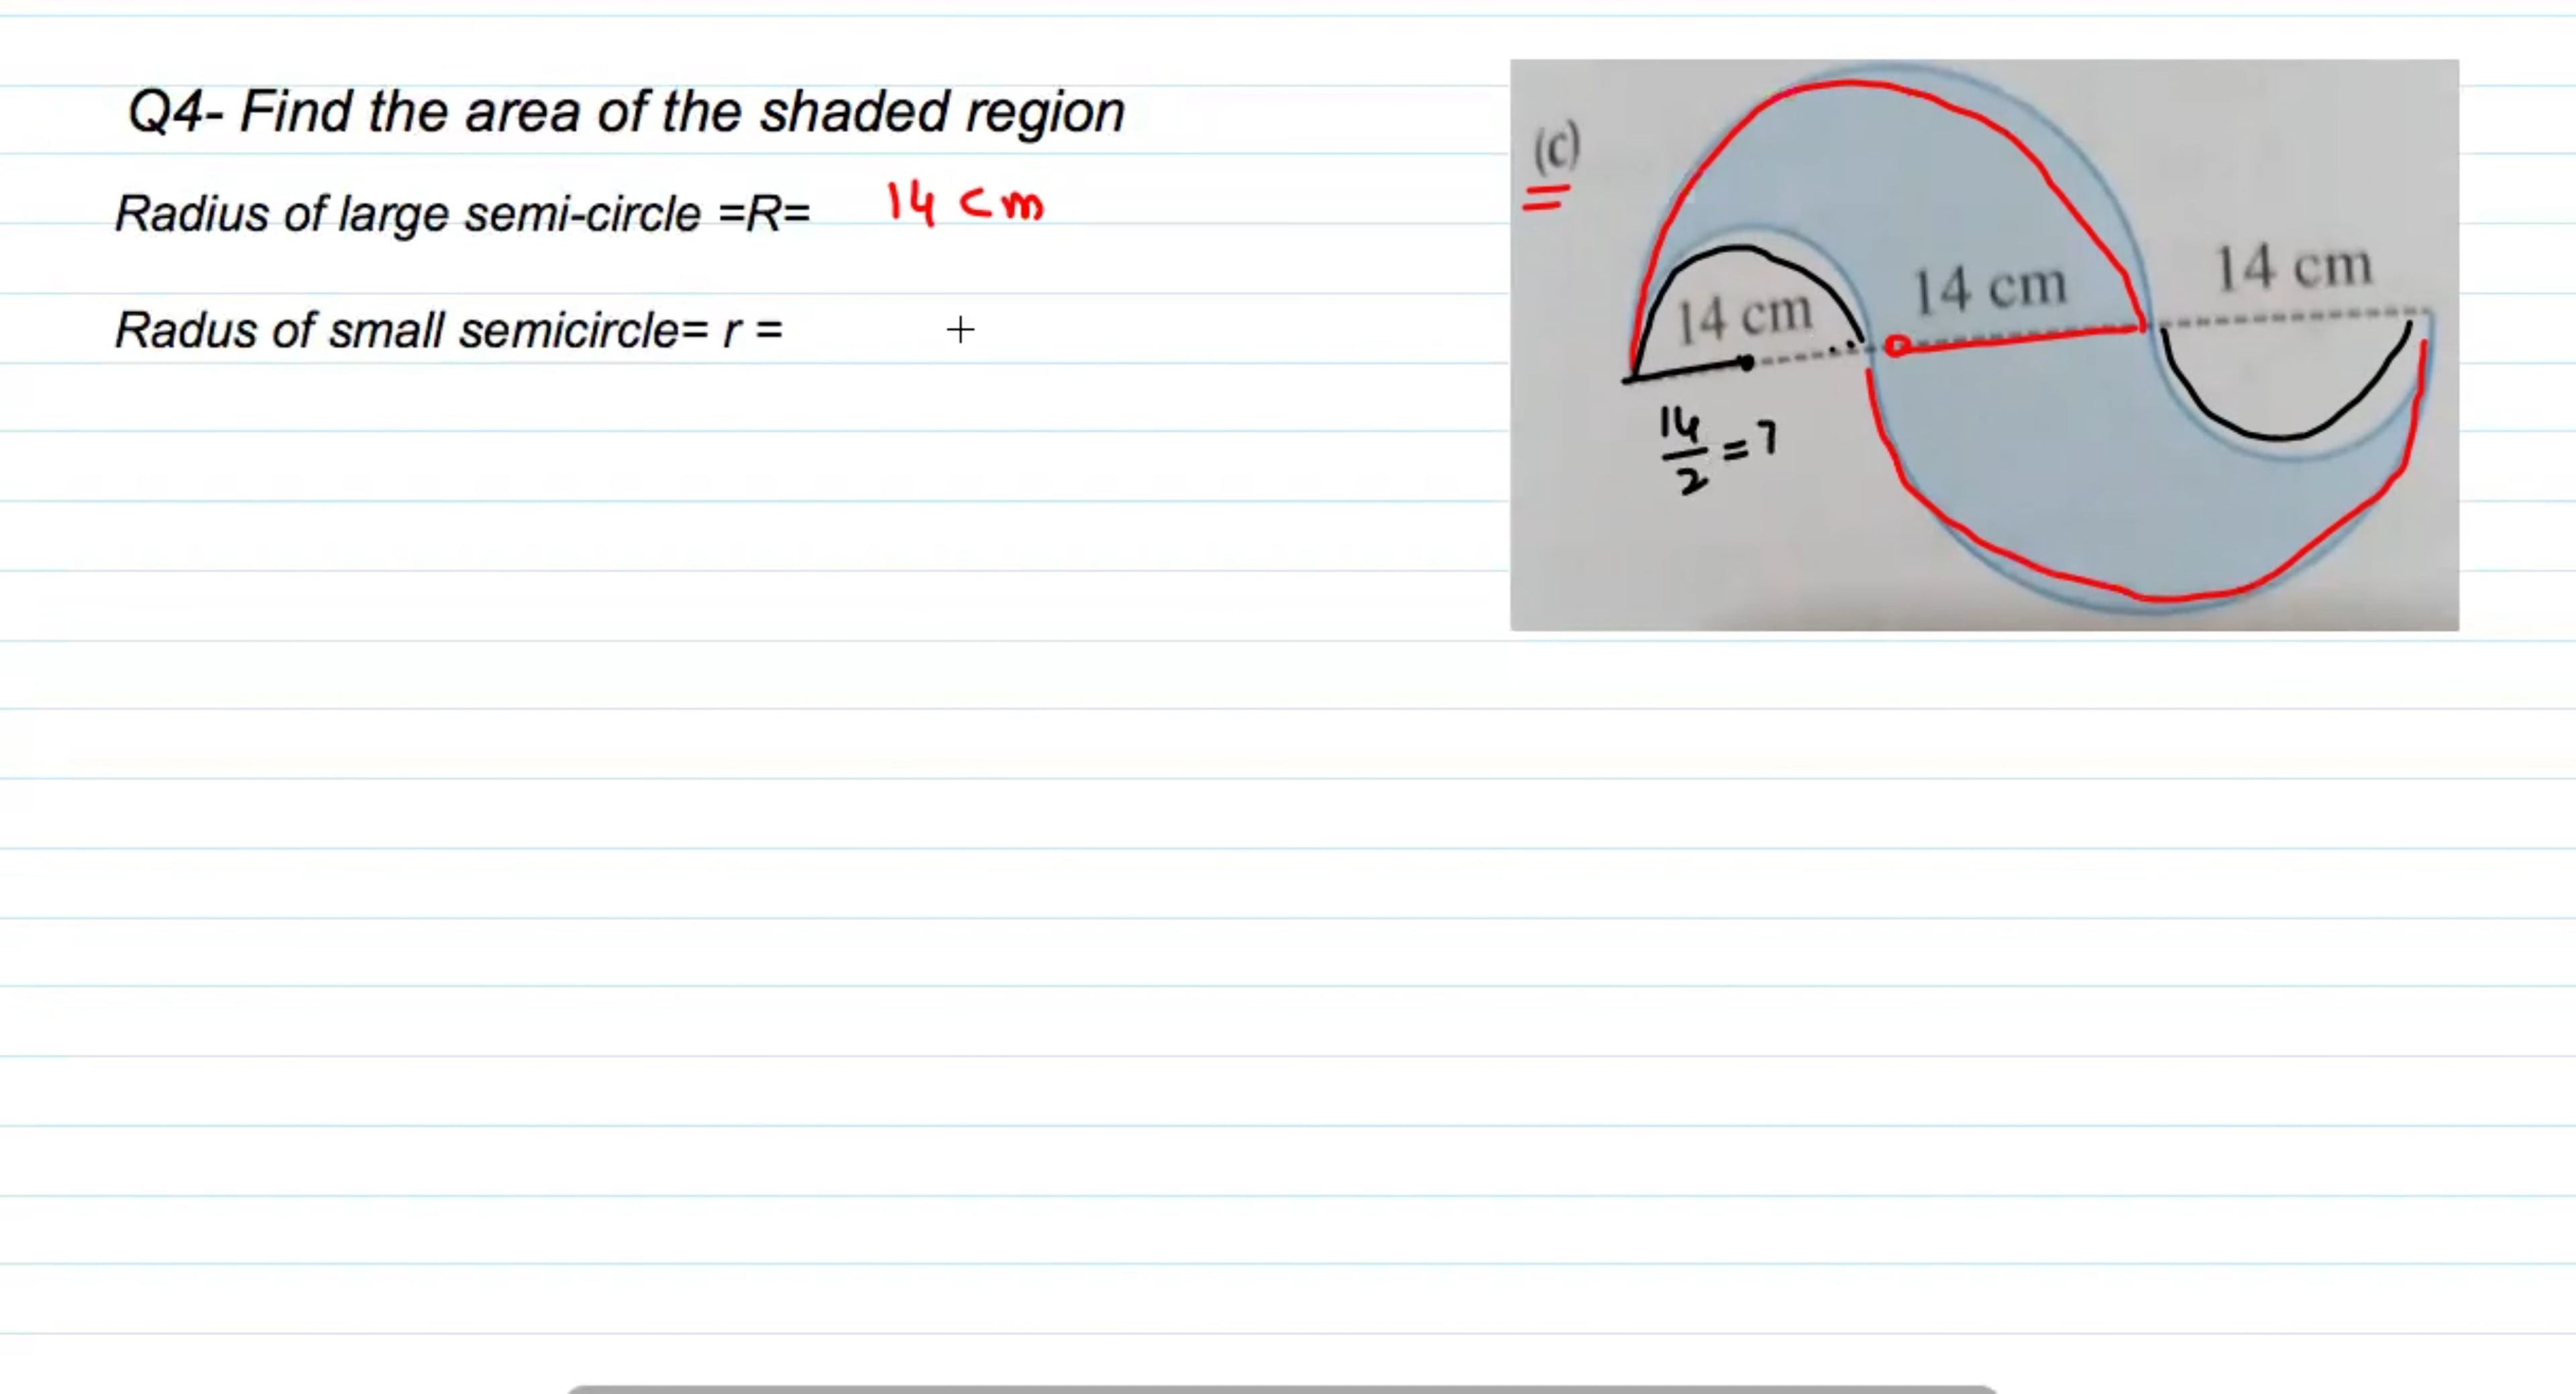 Q4- Find the area of the shaded region
Radius of large semi-circle =R= 14 cm
Radus of small semicircle= r =
(c)
14 cm
14 cm
14 cm
14/2 = 7